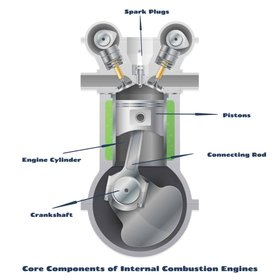 Spark Plugs
Pistons
Engine Cylinder
Connecting Rod
Crankshaft
Core Components of Internal Combustion Engines